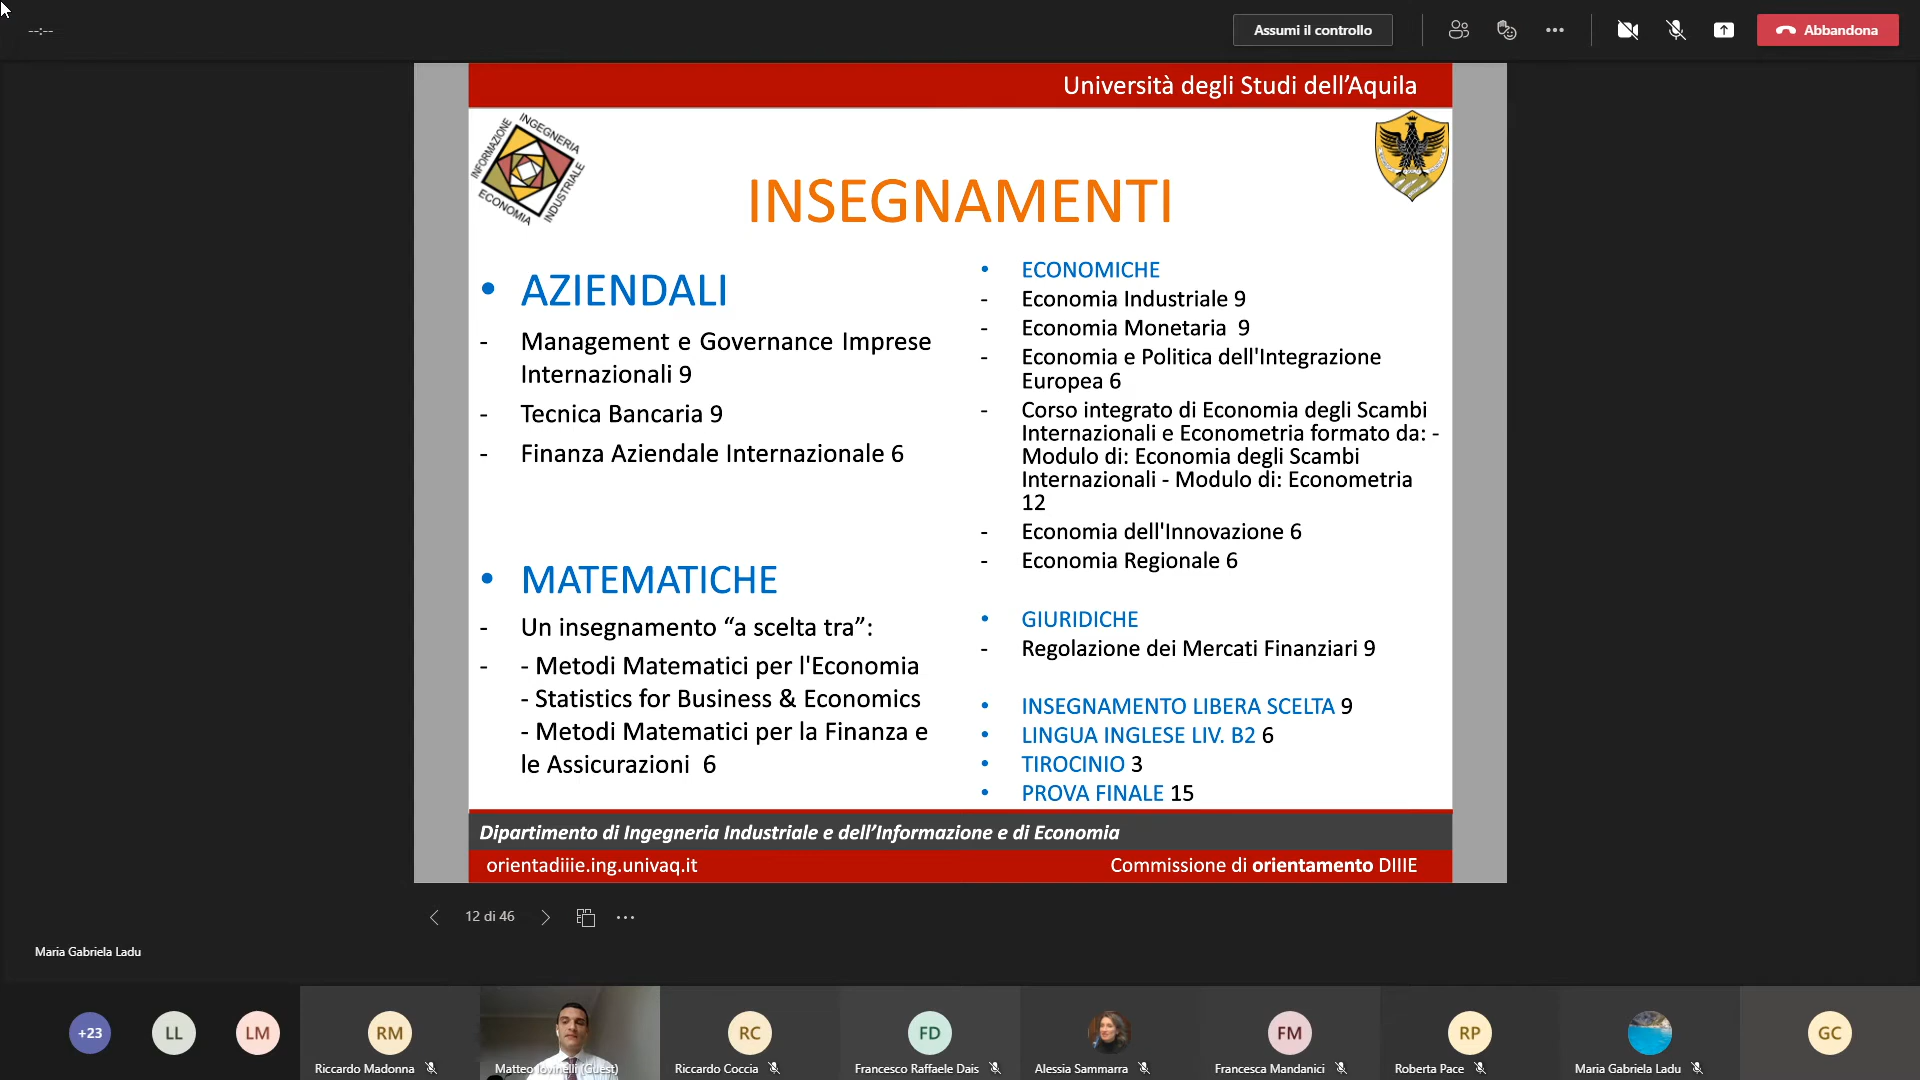 --:--
Assumi il controllo
Abbandona
Università degli Studi dell’Aquila
INGEGNERIA
INFORMAZIONE
INDUSTRIALE
ECONOMIA
INSEGNAMENTI
• AZIENDALI
- Management e Governance Imprese
Internazionali 9
- Tecnica Bancaria 9
- Finanza Aziendale Internazionale 6
• MATEMATICHE
- Un insegnamento “a scelta tra”:
- - Metodi Matematici per l'Economia
- Statistics for Business & Economics
- Metodi Matematici per la Finanza e
le Assicurazioni 6
• ECONOMICHE
- Economia Industriale 9
- Economia Monetaria 9
- Economia e Politica dell'Integrazione
Europea 6
- Corso integrato di Economia degli Scambi
Internazionali e Econometria formato da: -
Modulo di: Economia degli Scambi
Internazionali - Modulo di: Econometria
12
- Economia dell'Innovazione 6
- Economia Regionale 6
• GIURIDICHE
- Regolazione dei Mercati Finanziari 9
• INSEGNAMENTO LIBERA SCELTA 9
• LINGUA INGLESE LIV. B2 6
• TIROCINIO 3
• PROVA FINALE 15
Dipartimento di Ingegneria Industriale e dell’Informazione e di Economia
orientadiiie.ing.univaq.it
Commissione di orientamento DIIIE
12 di 46
Maria Gabriela Ladu
+23
LL
LM
RM
Riccardo Madonna
Matteo Iovinelli (Guest)
RC
Riccardo Coccia
FD
Francesco Raffaele Dais
Alessia Sammarra
FM
Francesca Mandanici
RP
Roberta Pace
Maria Gabriela Ladu
GC